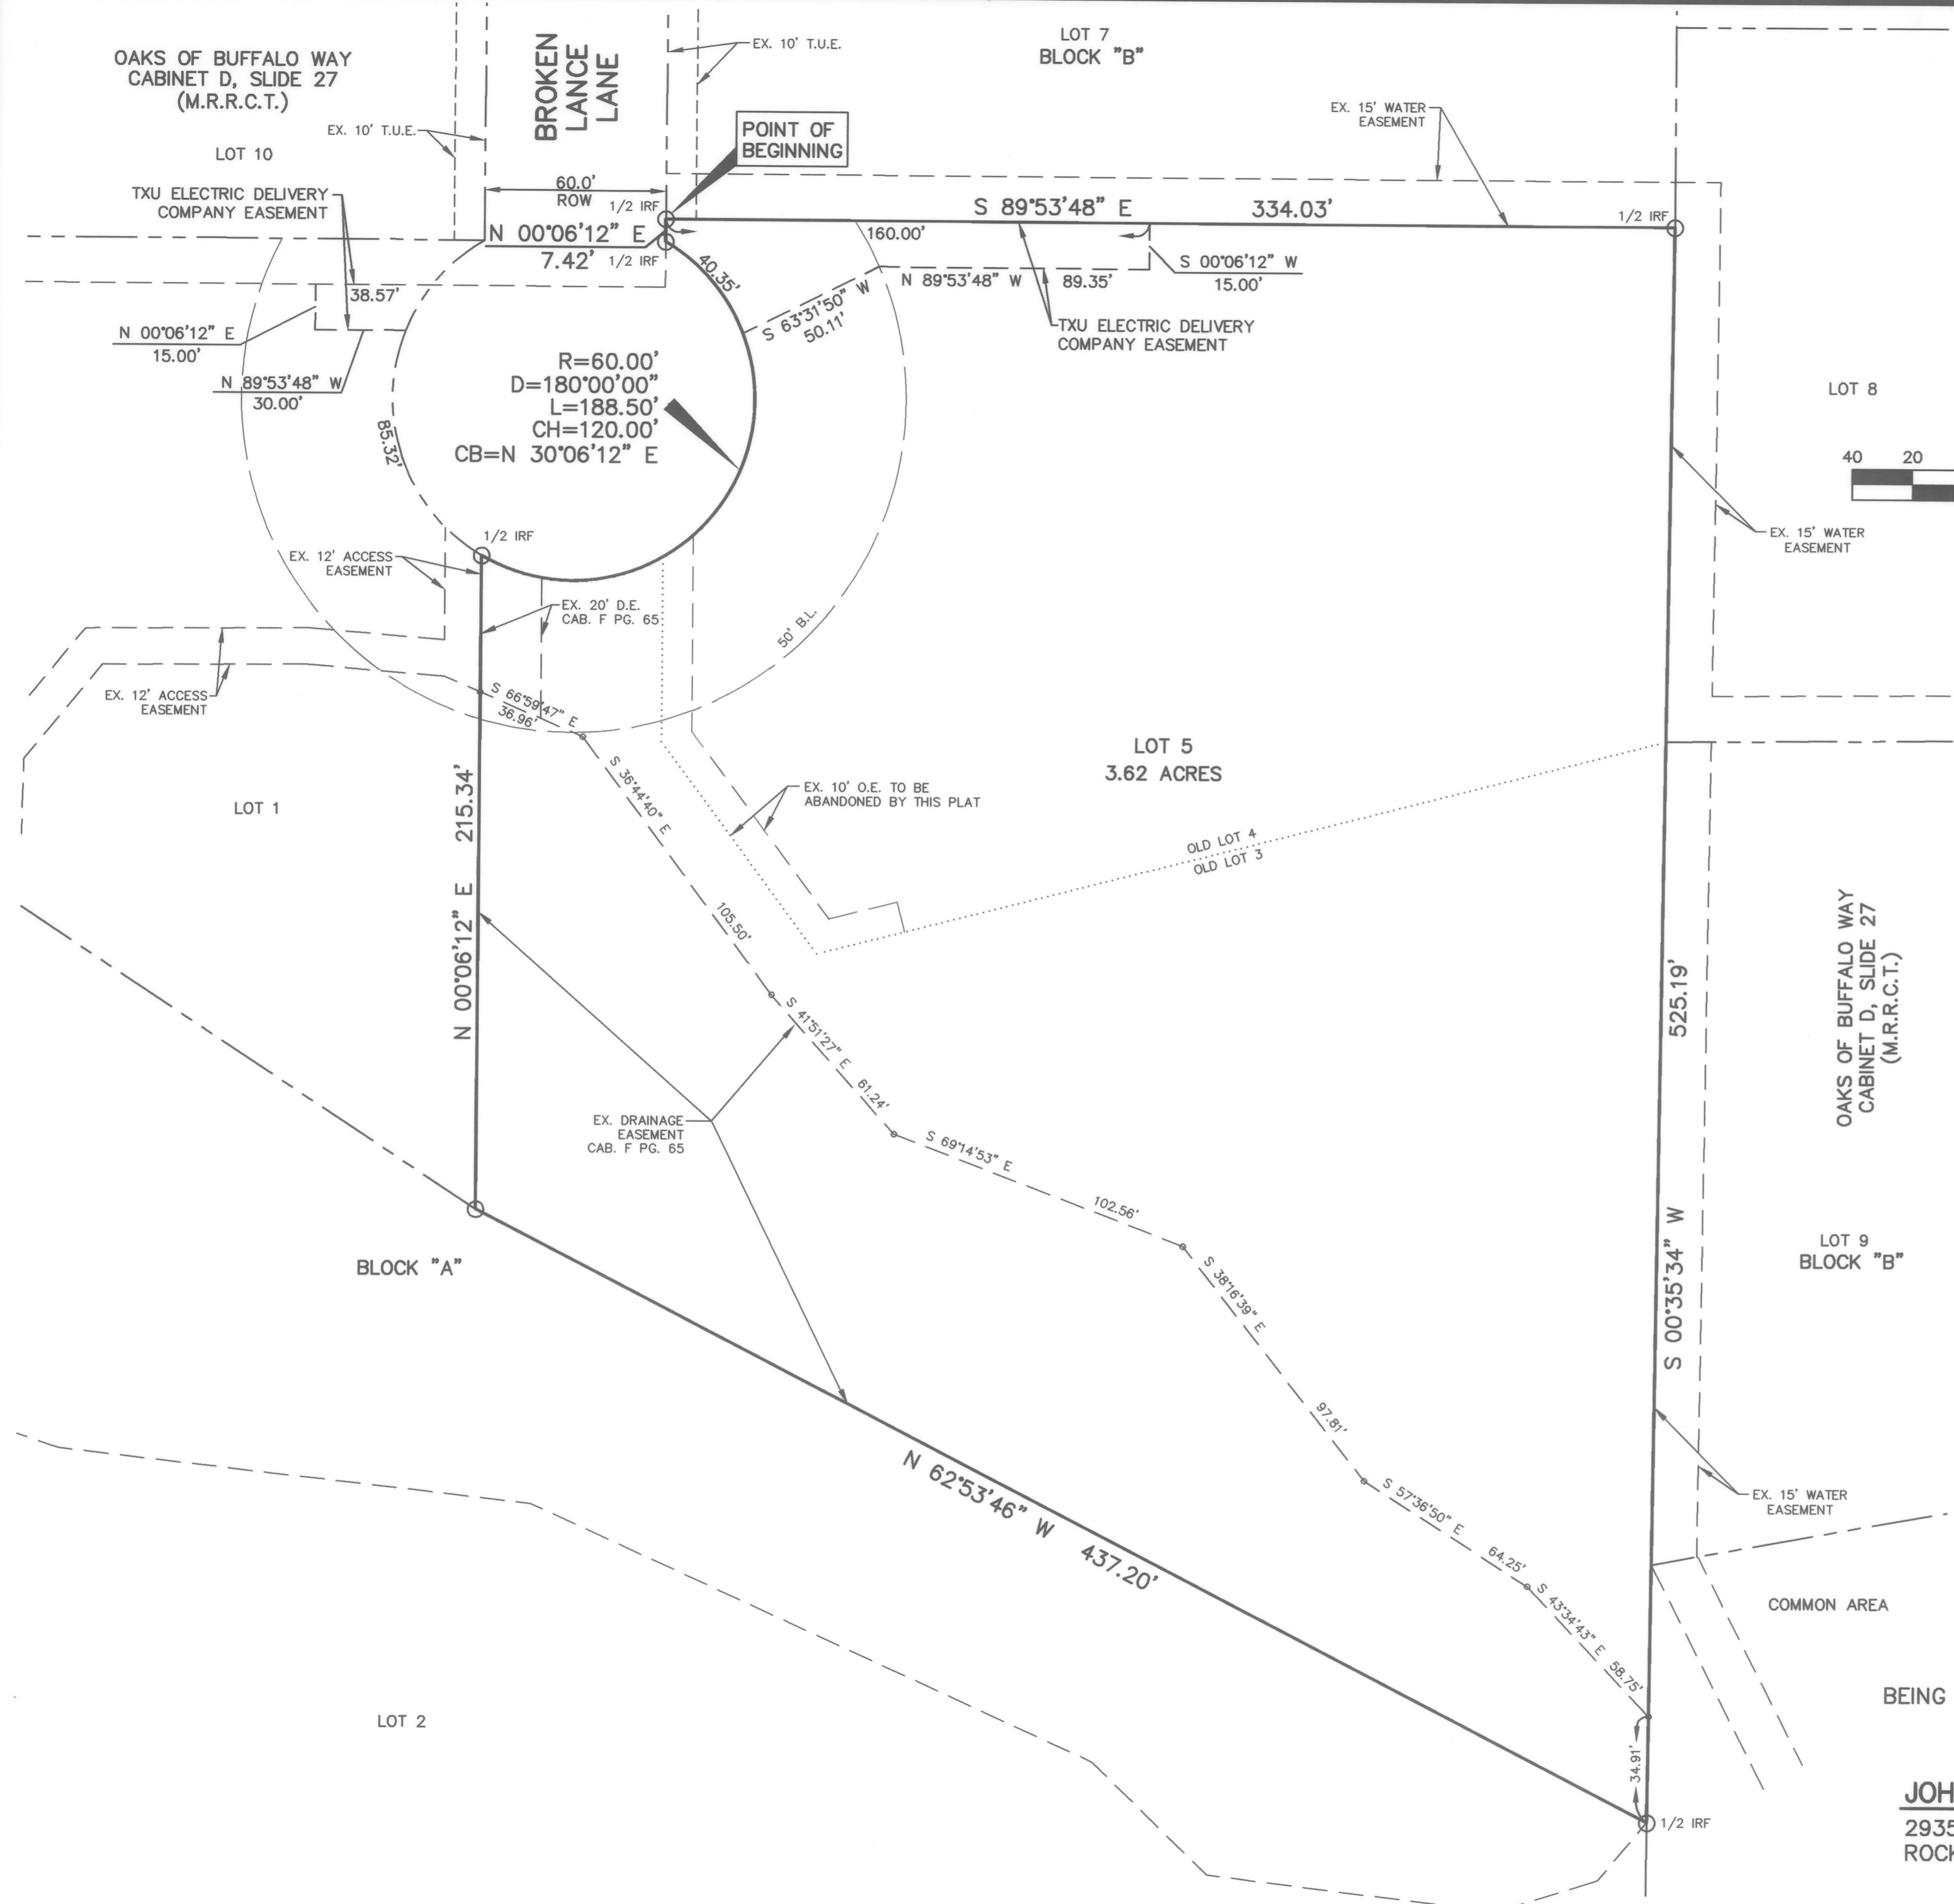 OAKS OF BUFFALO WAY
CABINET D, SLIDE 27
(M.R.R.C.T.)
LOT 10
EX. 10' T.U.E.
BROKEN
LANCE
LANE
EX. 10' T.U.E.
LOT 7
BLOCK "B"
EX. 15' WATER
EASEMENT
POINT OF
BEGINNING
TXU ELECTRIC DELIVERY
COMPANY EASEMENT
60.0'
ROW
1/2 IRF
N 00°06'12" E
7.42'
1/2 IRF
S 89°53'48" E 334.03'
1/2 IRF
160.00'
40.35'
S 63°31'50" W
50.11'
N 89°53'48" W 89.35'
S 00°06'12" W
15.00'
TXU ELECTRIC DELIVERY
COMPANY EASEMENT
38.57'
N 00°06'12" E
15.00'
N 89°53'48" W
30.00'
85.32'
R=60.00'
D=180°00'00"
L=188.50'
CH=120.00'
CB=N 30°06'12" E
LOT 8
40 20
EX. 15' WATER
EASEMENT
1/2 IRF
EX. 12' ACCESS
EASEMENT
EX. 20' D.E.
CAB. F PG. 65
50' B.L.
EX. 12' ACCESS
EASEMENT
S 66°59'47" E
36.96'
S 36°44'40" E
105.50'
LOT 5
3.62 ACRES
EX. 10' O.E. TO BE
ABANDONED BY THIS PLAT
OLD LOT 4
OLD LOT 3
LOT 1
N 00°06'12" E 215.34'
S 41°51'27" E 61.24'
EX. DRAINAGE
EASEMENT
CAB. F PG. 65
S 69°14'53" E
102.56'
S 38°16'39" E
97.81'
S 57°36'50" E
64.25'
S 43°34'43" E 58.75'
34.91'
525.19'
S 00°35'34" W
OAKS OF BUFFALO WAY
CABINET D, SLIDE 27
(M.R.R.C.T.)
LOT 9
BLOCK "B"
BLOCK "A"
N 62°53'46" W 437.20'
EX. 15' WATER
EASEMENT
COMMON AREA
LOT 2
BEING
1/2 IRF
JOH
2935
ROCK